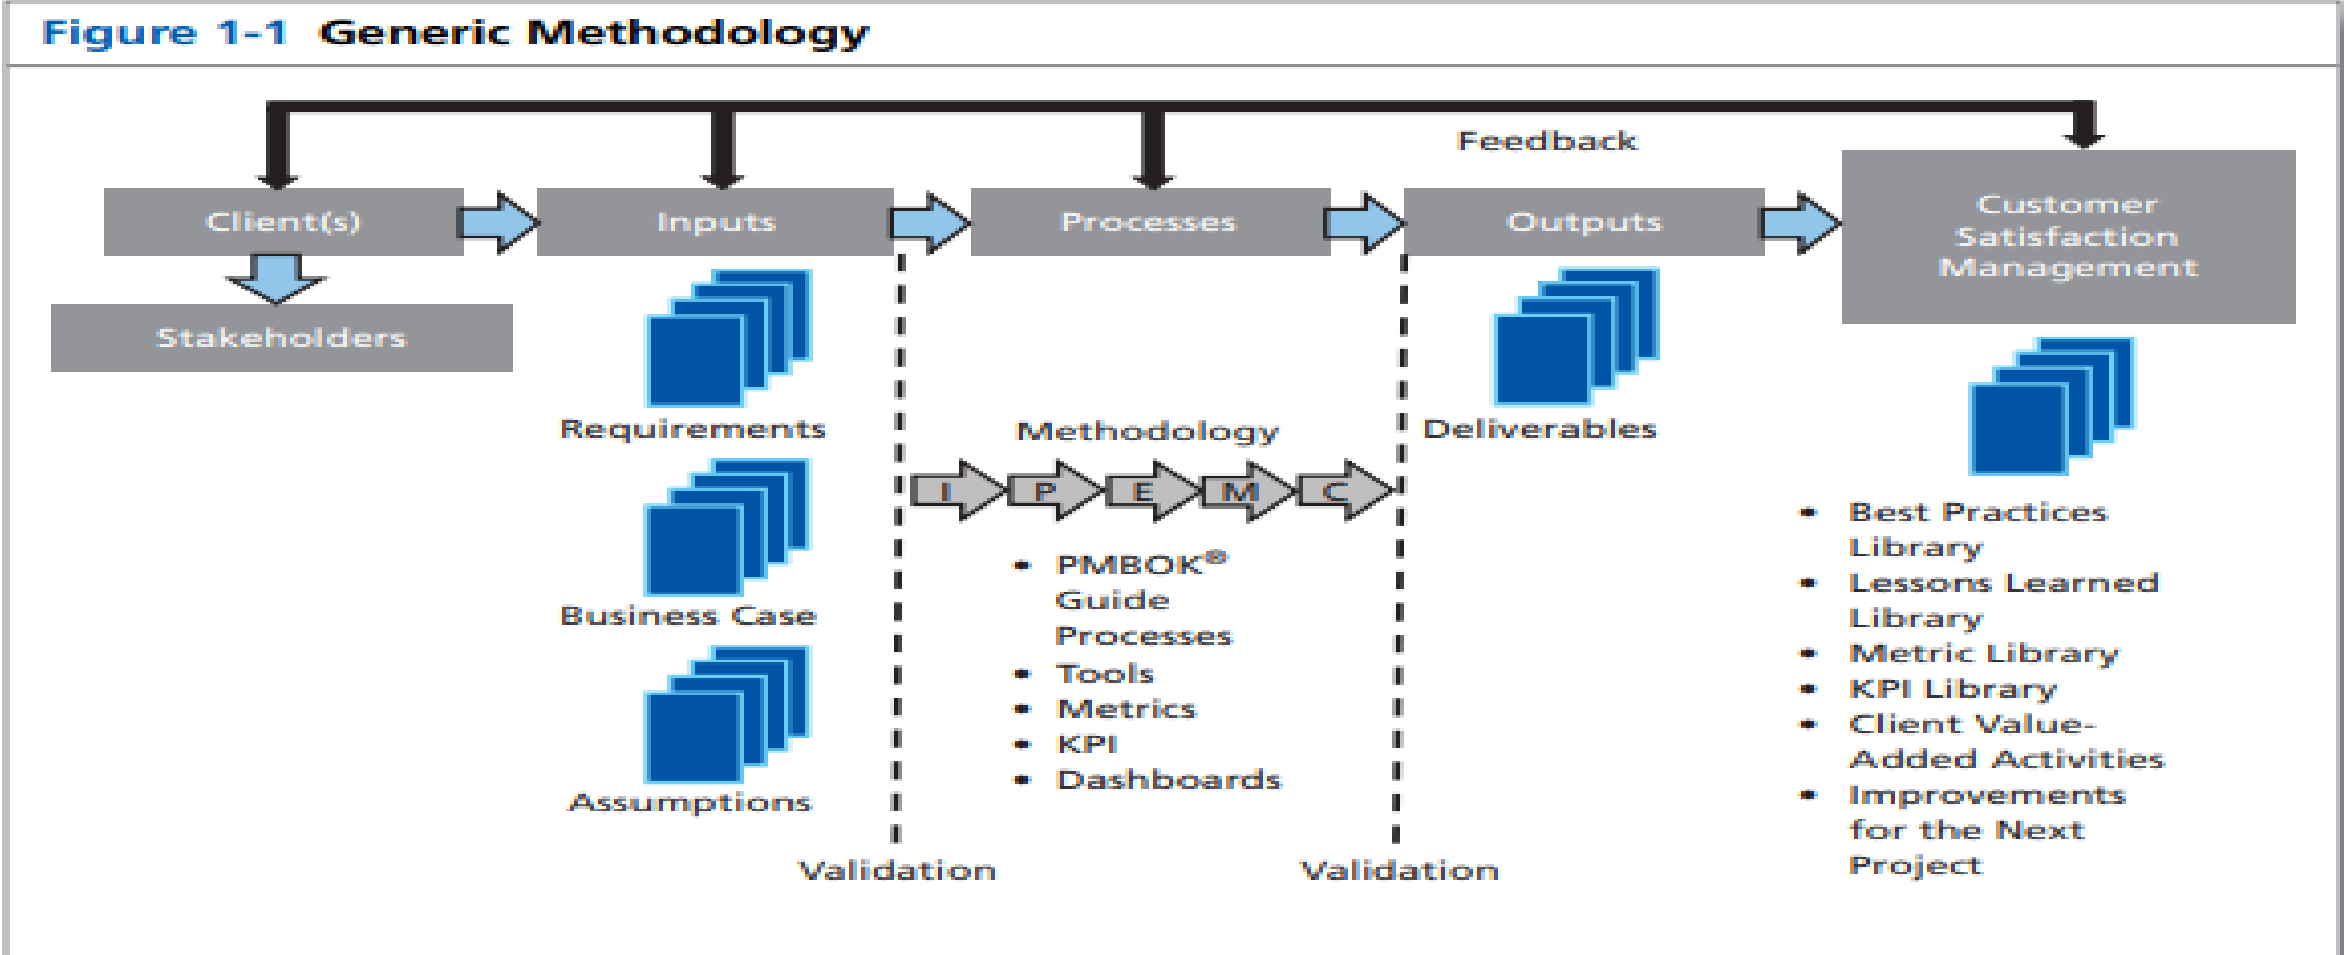 Figure 1-1 Generic Methodology
Feedback
Client(s)
Inputs
Processes
Outputs
Customer
Satisfaction
Management
Stakeholders
Requirements
Business Case
Assumptions
Validation
Methodology
I P E M C
• PMBOK®
Guide
Processes
• Tools
• Metrics
• KPI
• Dashboards
Validation
Deliverables
• Best Practices
Library
• Lessons Learned
Library
• Metric Library
• KPI Library
• Client Value-
Added Activities
• Improvements
for the Next
Project